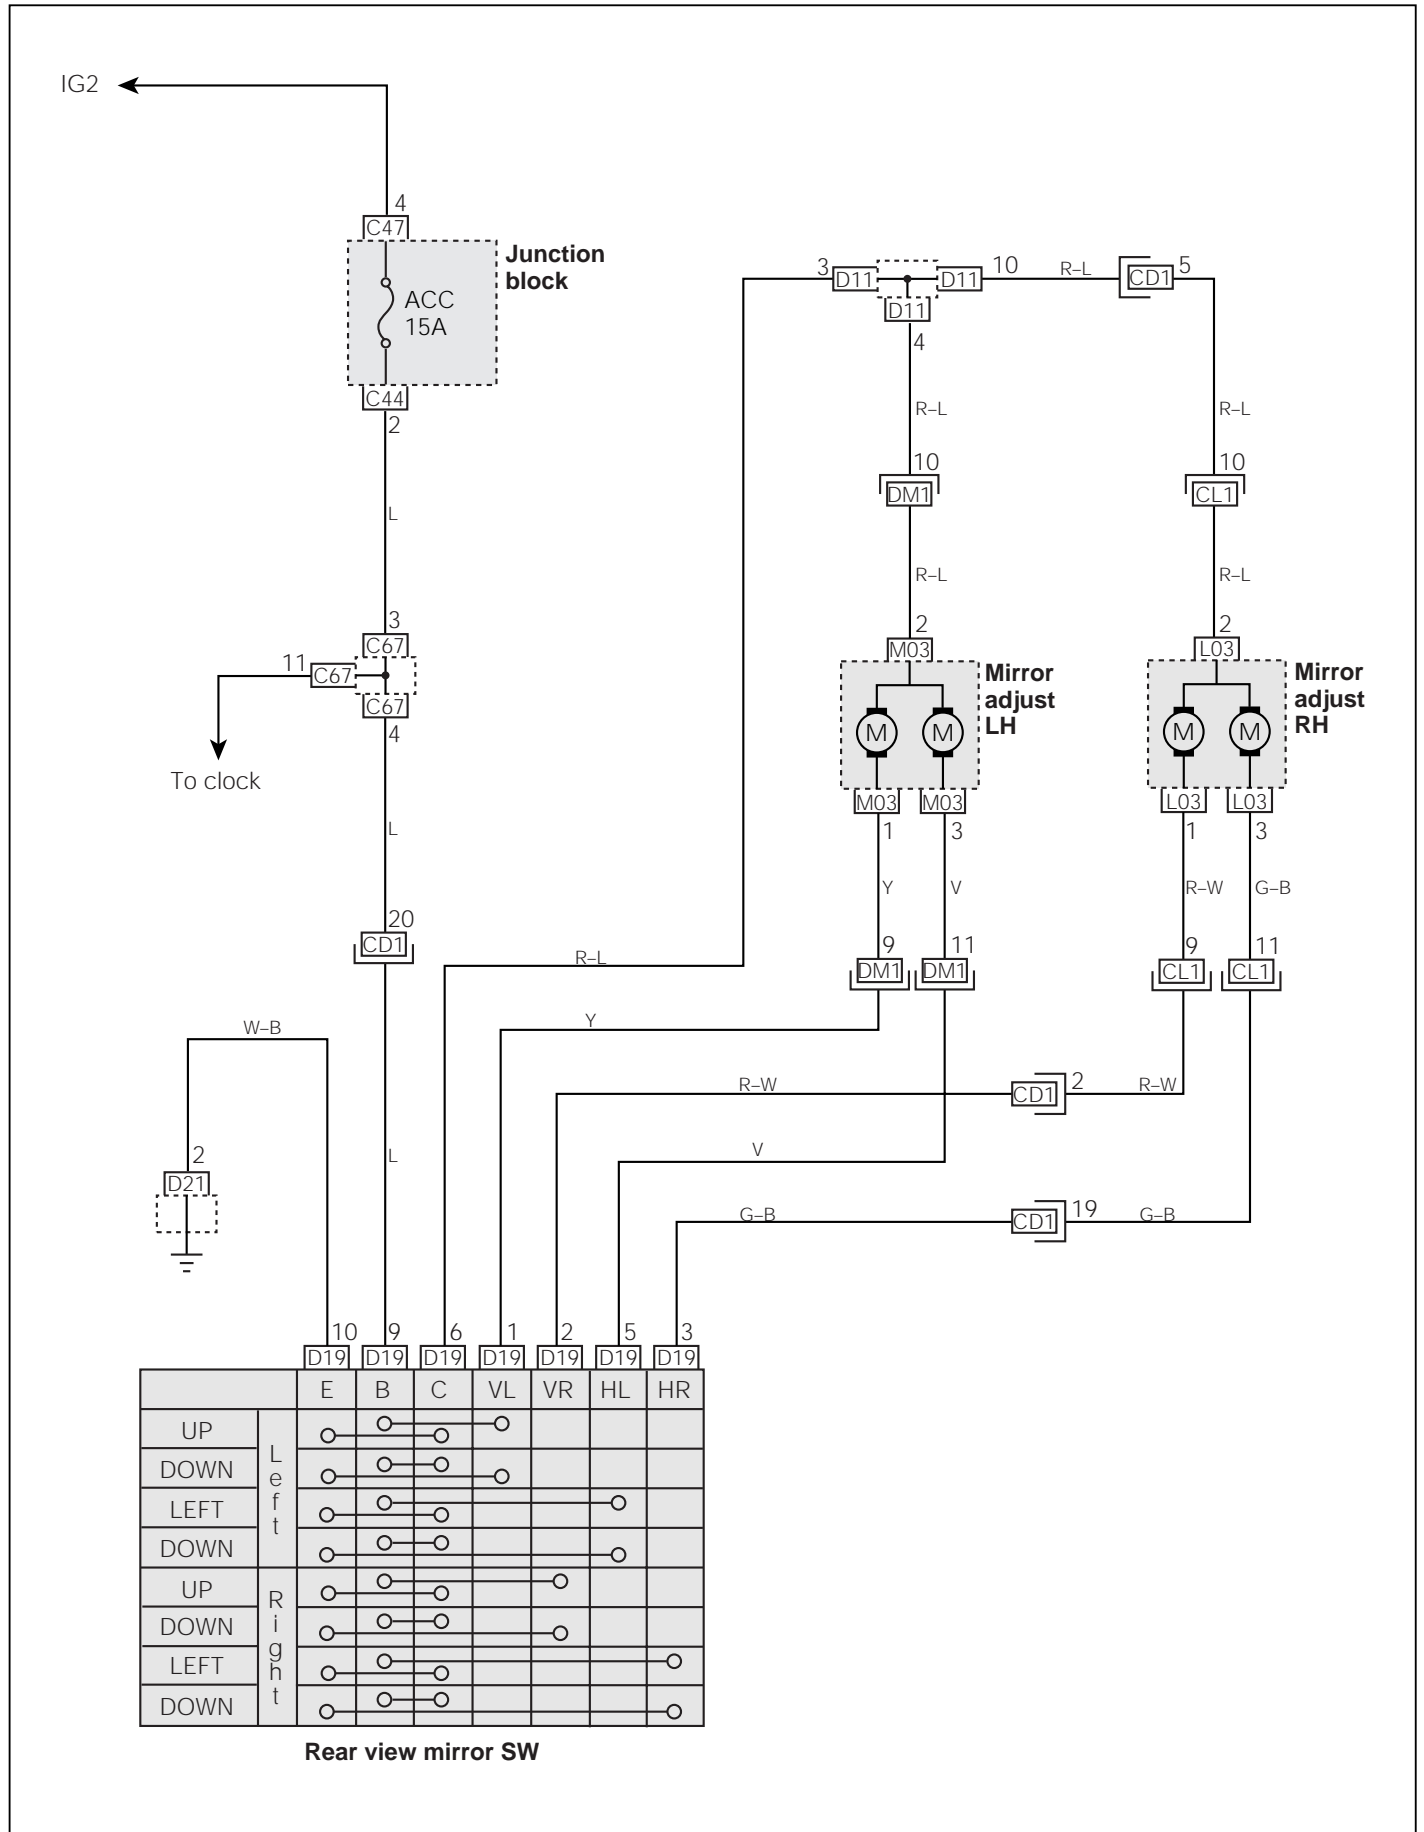 IG2
4
C47
Junction
block
ACC
15A
C44
2
L
3
C67
11
C67
C67
4
To clock
L
20
CD1
L
3
D11
D11
10
R–L
CD1
5
D11
4
R–L
R–L
10
DM1
10
CL1
R–L
R–L
2
M03
2
L03
Mirror
adjust
LH
Mirror
adjust
RH
M
M
M
M
M03
M03
L03
L03
1
3
1
3
Y
V
R–W
G–B
9
DM1
11
DM1
9
CL1
11
CL1
R–L
Y
W–B
R–W
CD1
2
R–W
V
2
D21
G–B
CD1
19
G–B
10
9
6
1
2
5
3
D19
D19
D19
D19
D19
D19
D19
E
B
C
VL
VR
HL
HR
UP
DOWN
LEFT
DOWN
Left
UP
DOWN
LEFT
DOWN
Right
Rear view mirror SW